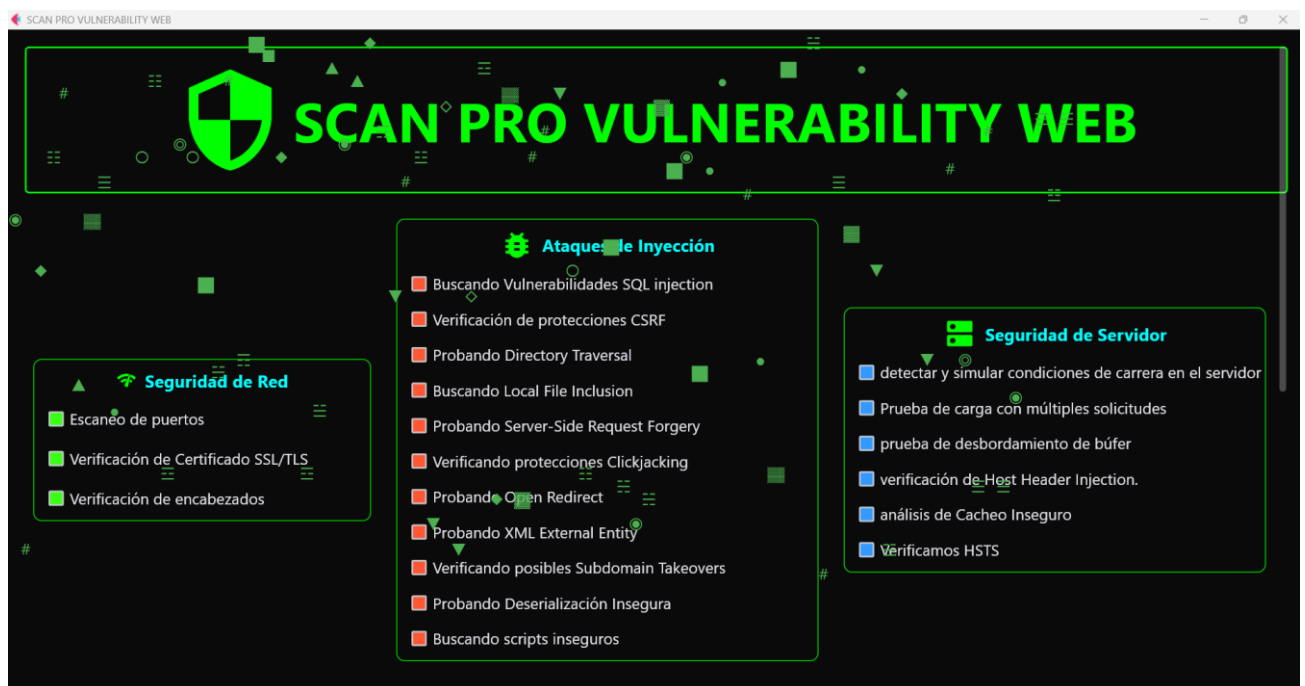 SCAN PRO VULNERABILITY WEB
SCAN PRO VULNERABILITY WEB
Seguridad de Red
Escaneo de puertos
Verificación de Certificado SSL/TLS
Verificación de encabezados
Ataques de Inyección
Buscando Vulnerabilidades SQL injection
Verificación de protecciones CSRF
Probando Directory Traversal
Buscando Local File Inclusion
Probando Server-Side Request Forgery
Verificando protecciones Clickjacking
Probando Open Redirect
Probando XML External Entity
Verificando posibles Subdomain Takeovers
Probando Deserialización Insegura
Buscando scripts inseguros
Seguridad de Servidor
detectar y simular condiciones de carrera en el servidor
Prueba de carga con múltiples solicitudes
prueba de desbordamiento de búfer
verificación de Host Header Injection.
análisis de Cacheo Inseguro
Verificamos HSTS